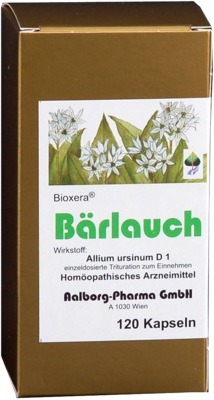 Bioxera®
Bärlauch
Wirkstoff:
Allium ursinum D 1
einzeldosierte Trituration zum Einnehmen
Homöopathisches Arzneimittel
Aalborg-Pharma GmbH
A 1030 Wien
120 Kapseln